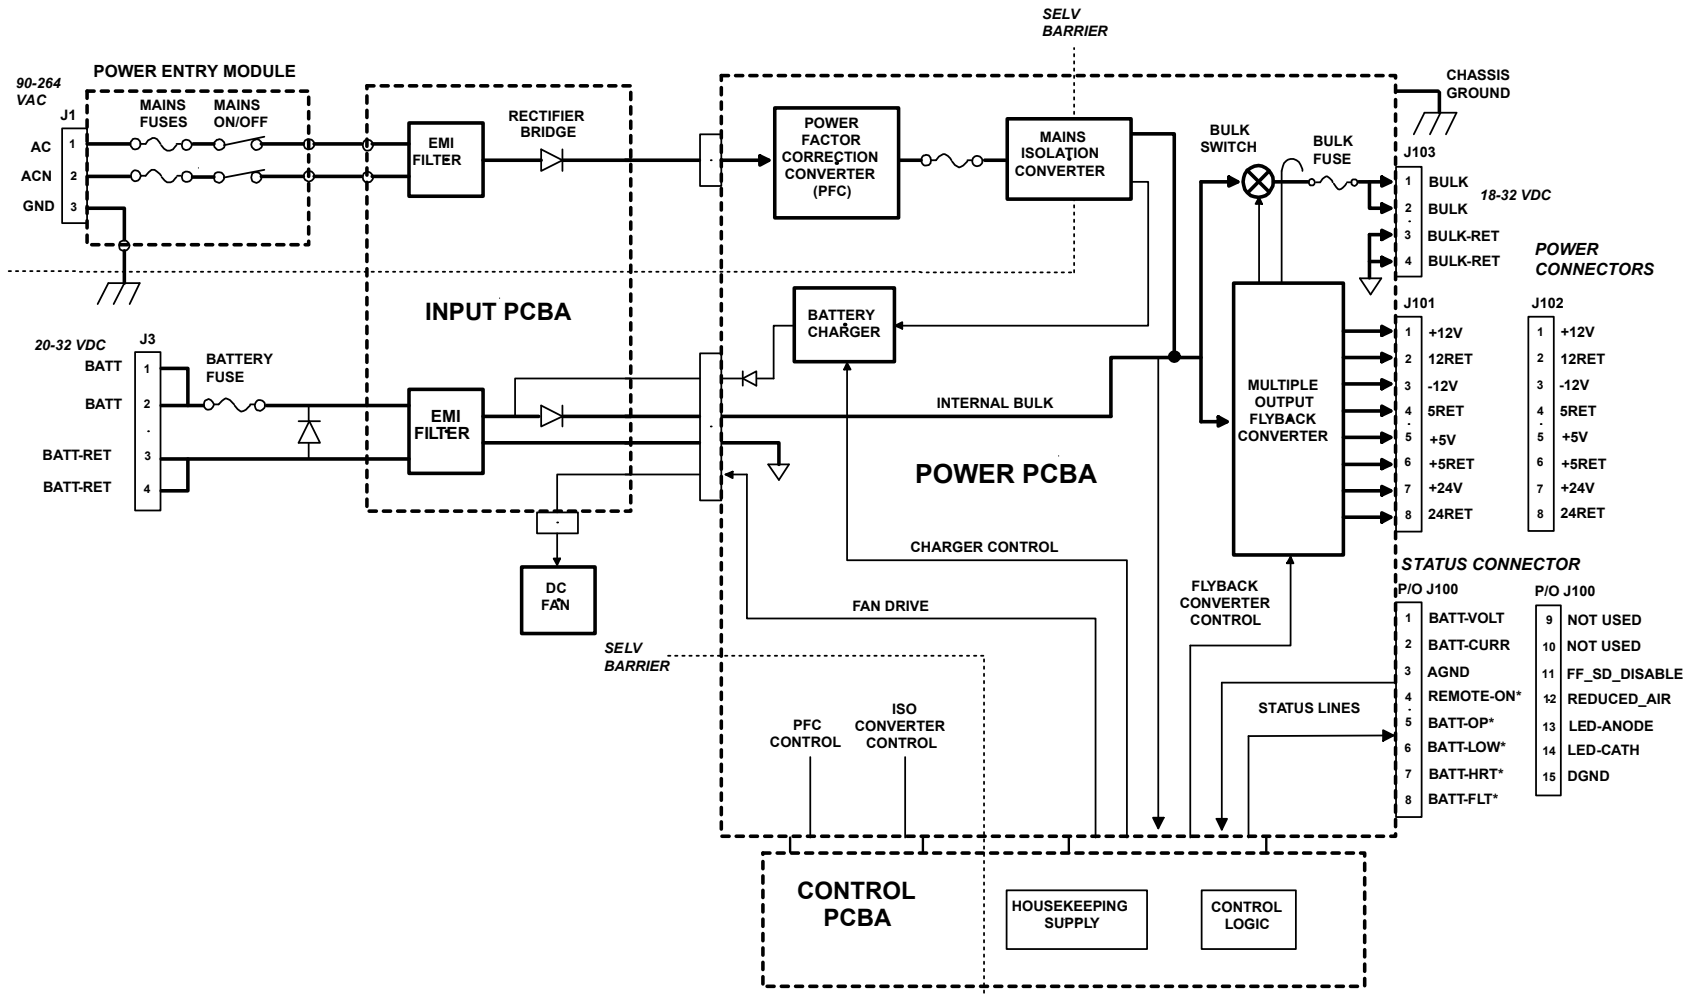 SELV
BARRIER
90-264
VAC
POWER ENTRY MODULE
J1
MAINS
FUSES
MAINS
ON/OFF
AC
1
ACN
2
GND
3
EMI
FILTER
RECTIFIER
BRIDGE
POWER
FACTOR
CORRECTION
CONVERTER
(PFC)
MAINS
ISOLATION
CONVERTER
BULK
SWITCH
BULK
FUSE
CHASSIS
GROUND
J103
1 BULK
2 BULK
3 BULK-RET
4 BULK-RET
18-32 VDC
POWER
CONNECTORS
INPUT PCBA
BATTERY
CHARGER
20-32 VDC
J3
BATT 1
BATT 2
BATT-RET 3
BATT-RET 4
BATTERY
FUSE
EMI
FILTER
INTERNAL BULK
POWER PCBA
MULTIPLE
OUTPUT
FLYBACK
CONVERTER
J101
1 +12V
2 12RET
3 -12V
4 5RET
5 +5V
6 +5RET
7 +24V
8 24RET
J102
1 +12V
2 12RET
3 -12V
4 5RET
5 +5V
6 +5RET
7 +24V
8 24RET
DC
FAN
CHARGER CONTROL
FAN DRIVE
FLYBACK
CONVERTER
CONTROL
SELV
BARRIER
STATUS CONNECTOR
P/O J100
1 BATT-VOLT
2 BATT-CURR
3 AGND
4 REMOTE-ON*
5 BATT-OP*
6 BATT-LOW*
7 BATT-HRT*
8 BATT-FLT*
P/O J100
9 NOT USED
10 NOT USED
11 FF_SD_DISABLE
12 REDUCED_AIR
13 LED-ANODE
14 LED-CATH
15 DGND
STATUS LINES
PFC
CONTROL
ISO
CONVERTER
CONTROL
CONTROL
PCBA
HOUSEKEEPING
SUPPLY
CONTROL
LOGIC